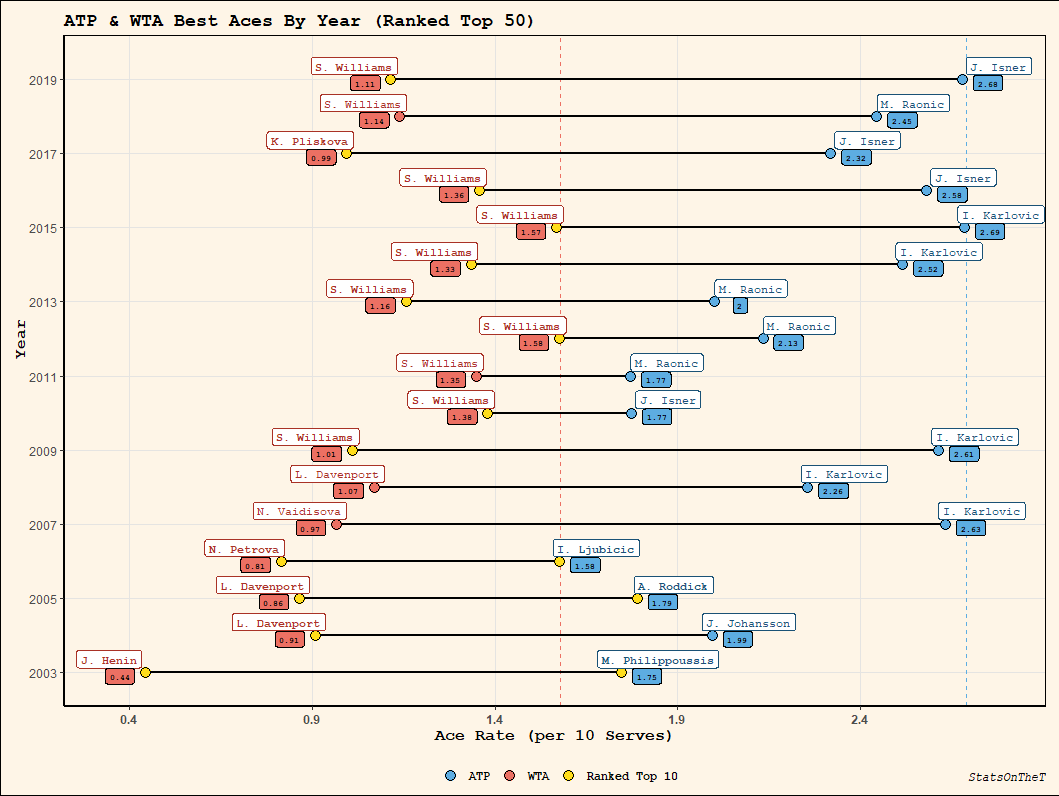 ATP & WTA Best Aces By Year (Ranked Top 50)
Year
2019
S. Williams
1.11
J. Isner
2.68
S. Williams
1.14
M. Raonic
2.45
2017
K. Pliskova
0.99
J. Isner
2.32
S. Williams
1.36
J. Isner
2.58
2015
S. Williams
1.57
I. Karlovic
2.69
S. Williams
1.33
I. Karlovic
2.52
2013
S. Williams
1.16
M. Raonic
2
S. Williams
1.58
M. Raonic
2.13
2011
S. Williams
1.35
M. Raonic
1.77
S. Williams
1.38
J. Isner
1.77
2009
S. Williams
1.01
I. Karlovic
2.61
L. Davenport
1.07
I. Karlovic
2.26
2007
N. Vaidisova
0.97
I. Karlovic
2.63
N. Petrova
0.81
I. Ljubicic
1.58
2005
L. Davenport
0.86
A. Roddick
1.79
L. Davenport
0.91
J. Johansson
1.99
2003
J. Henin
0.44
M. Philippoussis
1.75
0.4 0.9 1.4 1.9 2.4
Ace Rate (per 10 Serves)
ATP WTA Ranked Top 10
StatsOnTheT